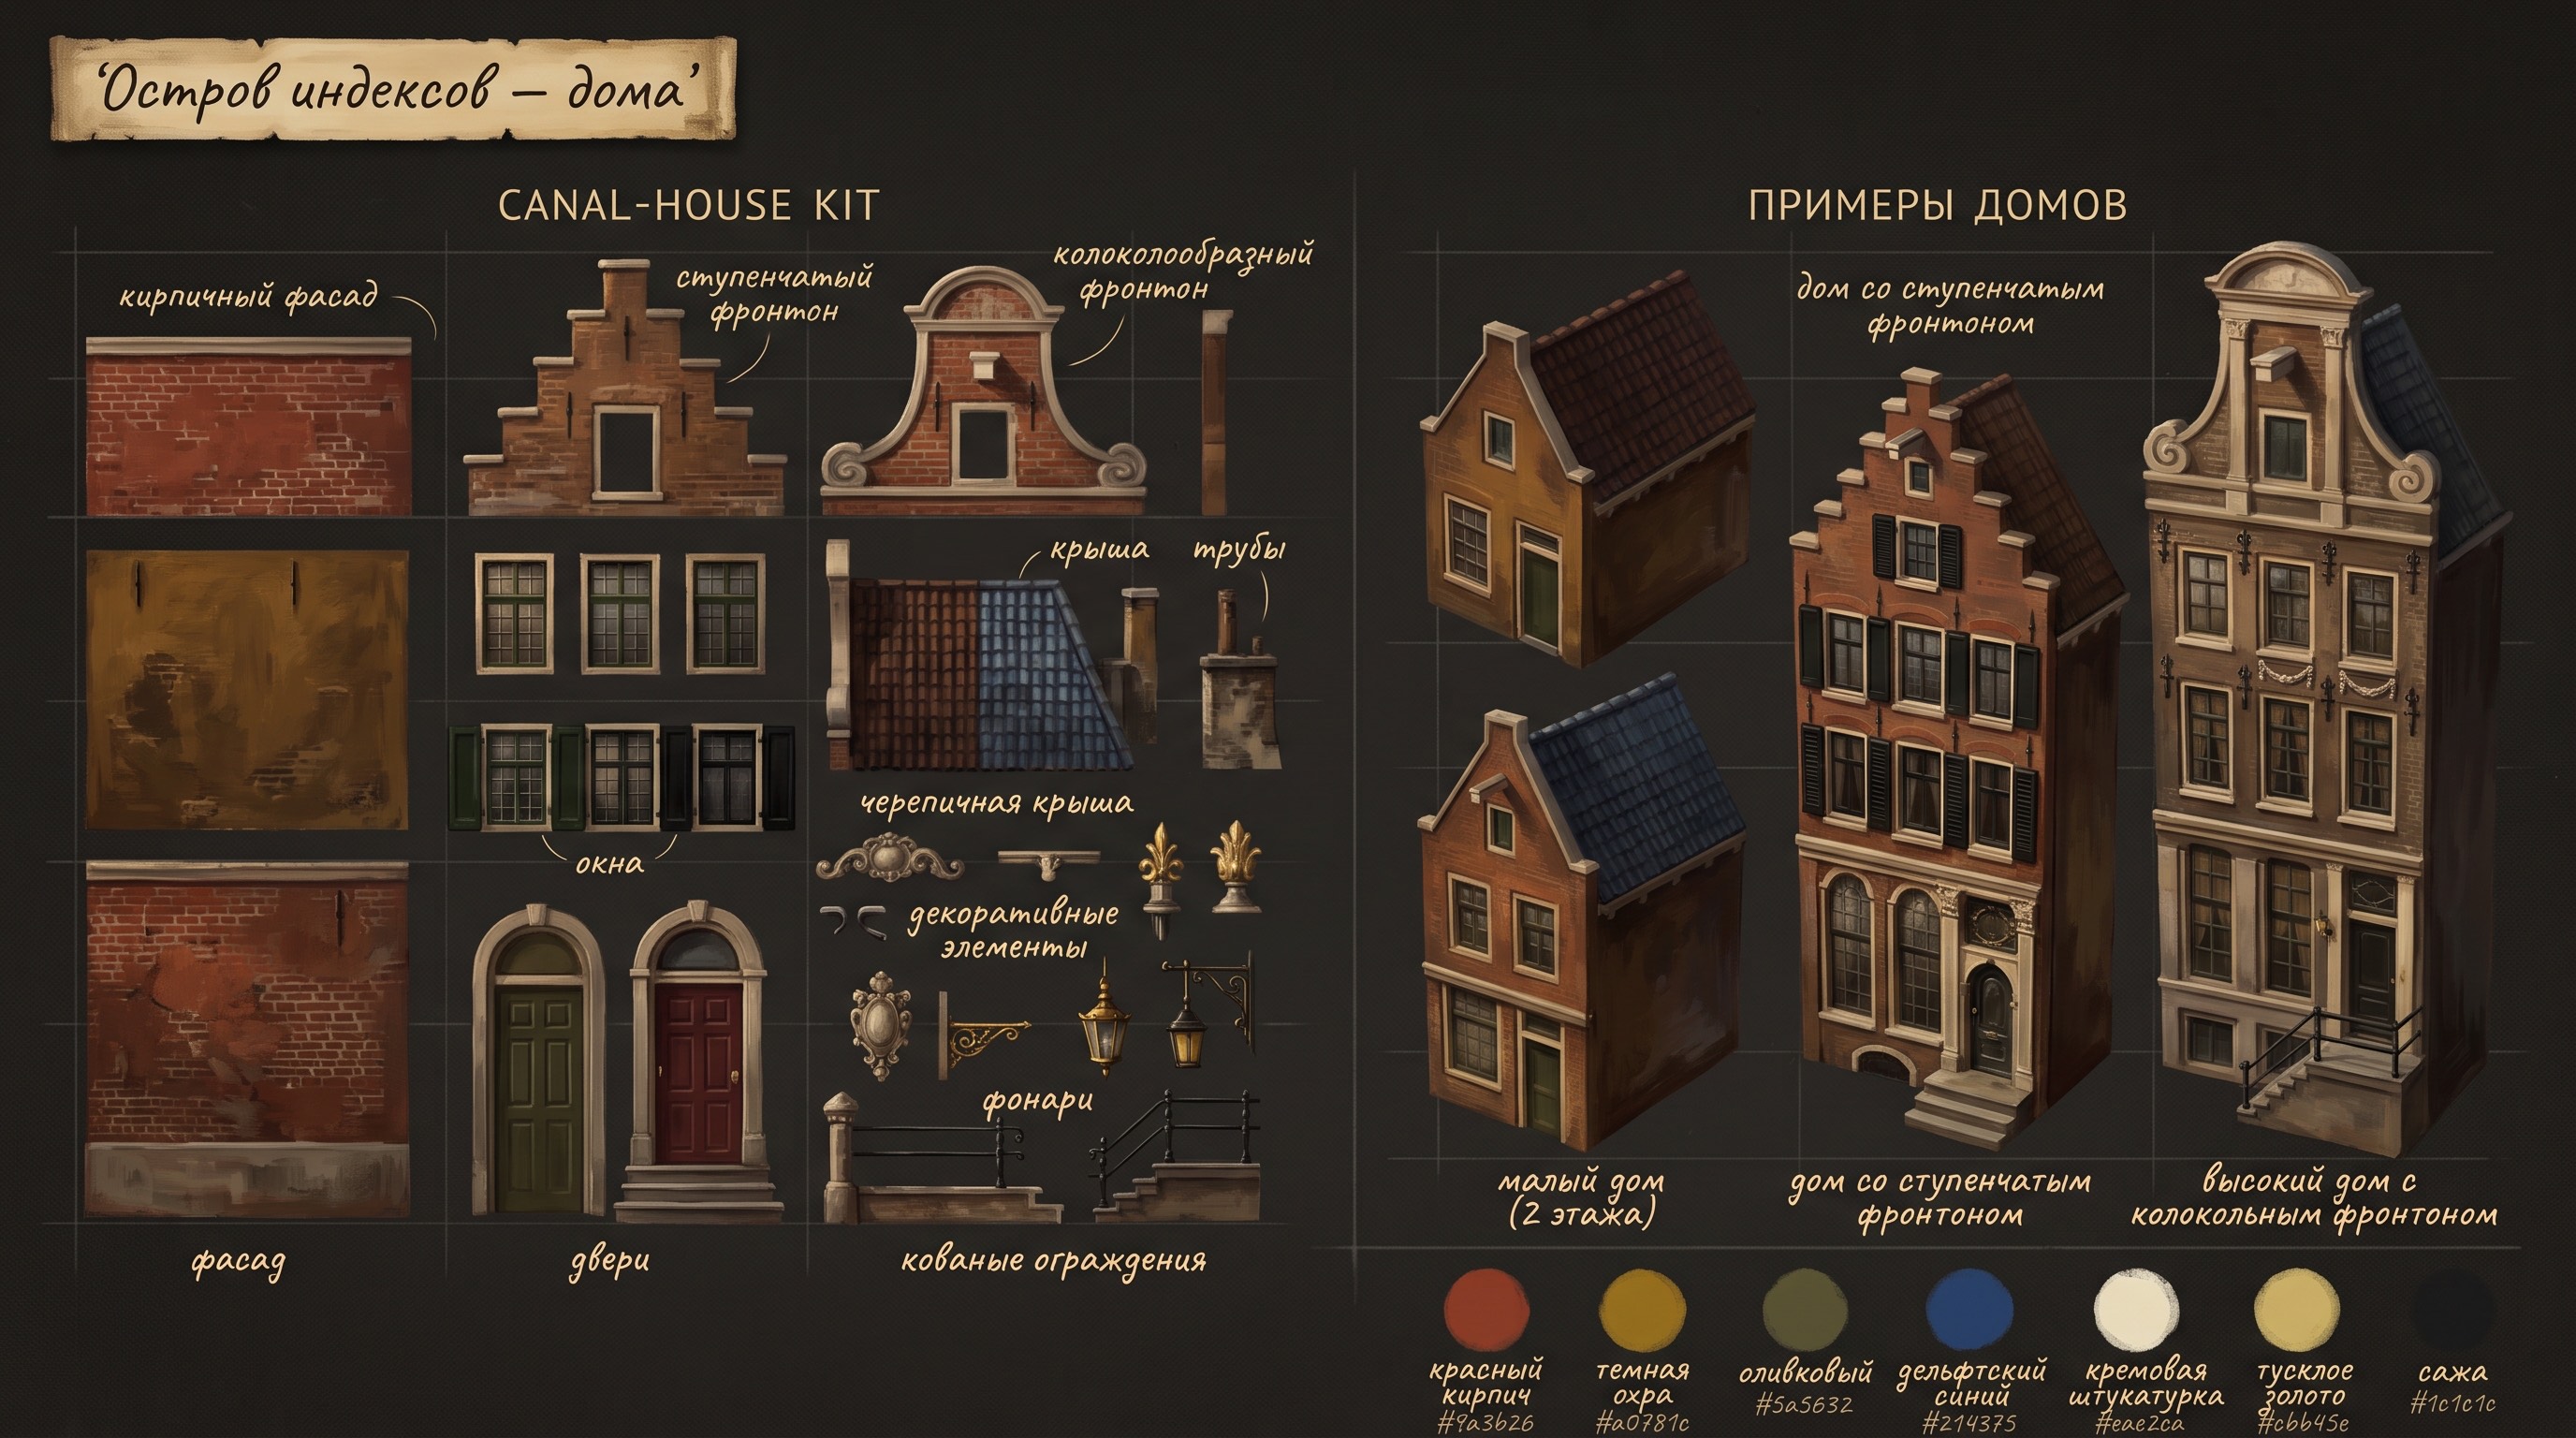 ‘Остров индексов – дома’
CANAL-HOUSE KIT
кирпичный фасад
ступенчатый
фронтон
колоколообразный
фронтон
крыша
трубы
черепичная крыша
окна
декоративные
элементы
фонари
фасад
двери
кованые ограждения
ПРИМЕРЫ ДОМОВ
дом со ступенчатым
фронтоном
малый дом
(2 этажа)
дом со ступенчатым
фронтоном
высокий дом с
колокольным фронтоном
красный
кирпич
#9a3b26
темная
охра
#a0781c
оливковый
#5a5632
дельфтский
синий
#214375
кремовая
штукатурка
#eae2ca
тусклое
золото
#cbb45e
сажа
#1c1c1c